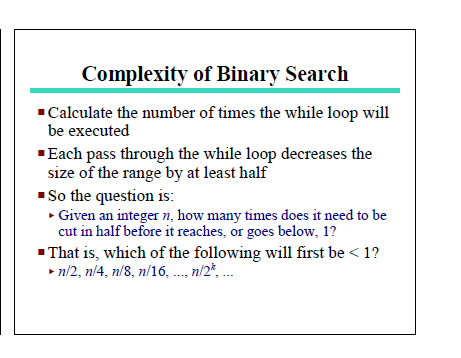 Complexity of Binary Search
Calculate the number of times the while loop will
be executed
Each pass through the while loop decreases the
size of the range by at least half
So the question is:
Given an integer n, how many times does it need to be
cut in half before it reaches, or goes below, 1?
That is, which of the following will first be < 1?
n/2, n/4, n/8, n/16, ..., n/2ᵏ, ...